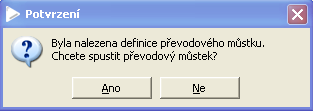 Potvrzení
Byla nalezena definice převodového můstku.
Chcete spustit převodový můstek?
Ano
Ne